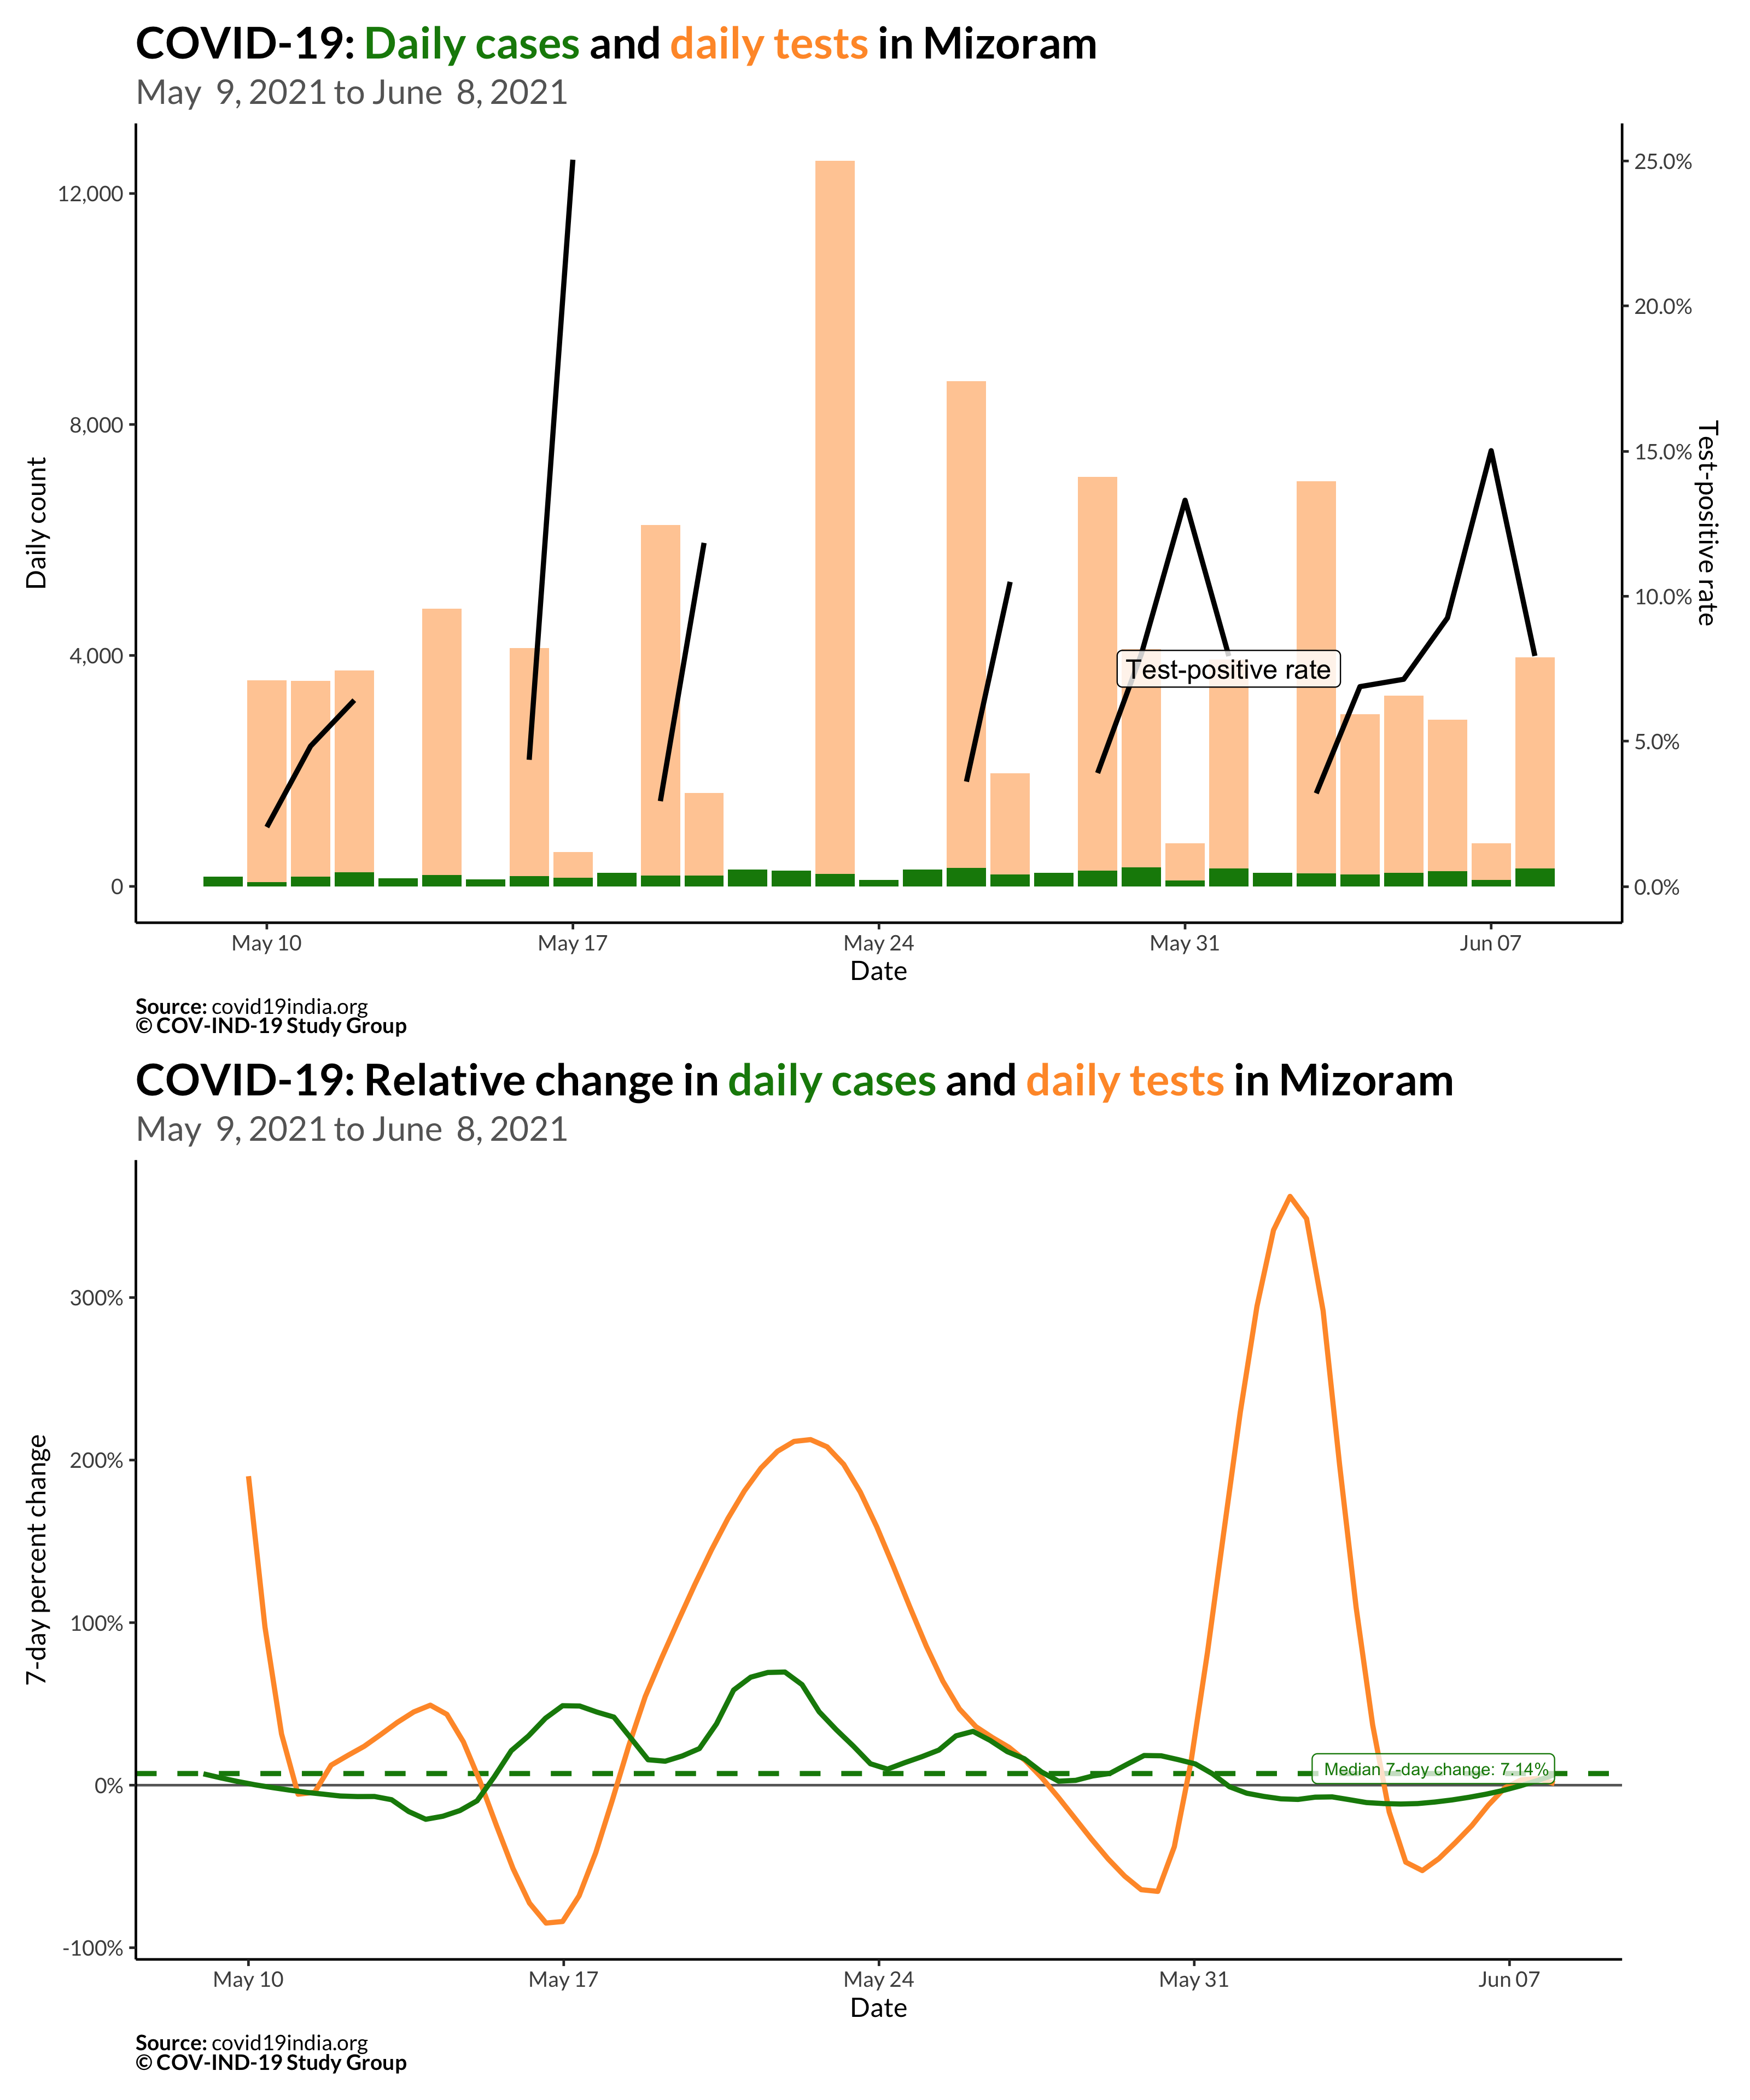 COVID-19: Daily cases and daily tests in Mizoram
May 9, 2021 to June 8, 2021
12,000
8,000
4,000
0
Daily count
25.0%
20.0%
15.0%
10.0%
5.0%
0.0%
Test-positive rate
Test-positive rate
May 10
May 17
May 24
May 31
Jun 07
Date
Source: covid19india.org
© COV-IND-19 Study Group
COVID-19: Relative change in daily cases and daily tests in Mizoram
May 9, 2021 to June 8, 2021
300%
200%
100%
0%
-100%
7-day percent change
Median 7-day change: 7.14%
May 10
May 17
May 24
May 31
Jun 07
Date
Source: covid19india.org
© COV-IND-19 Study Group